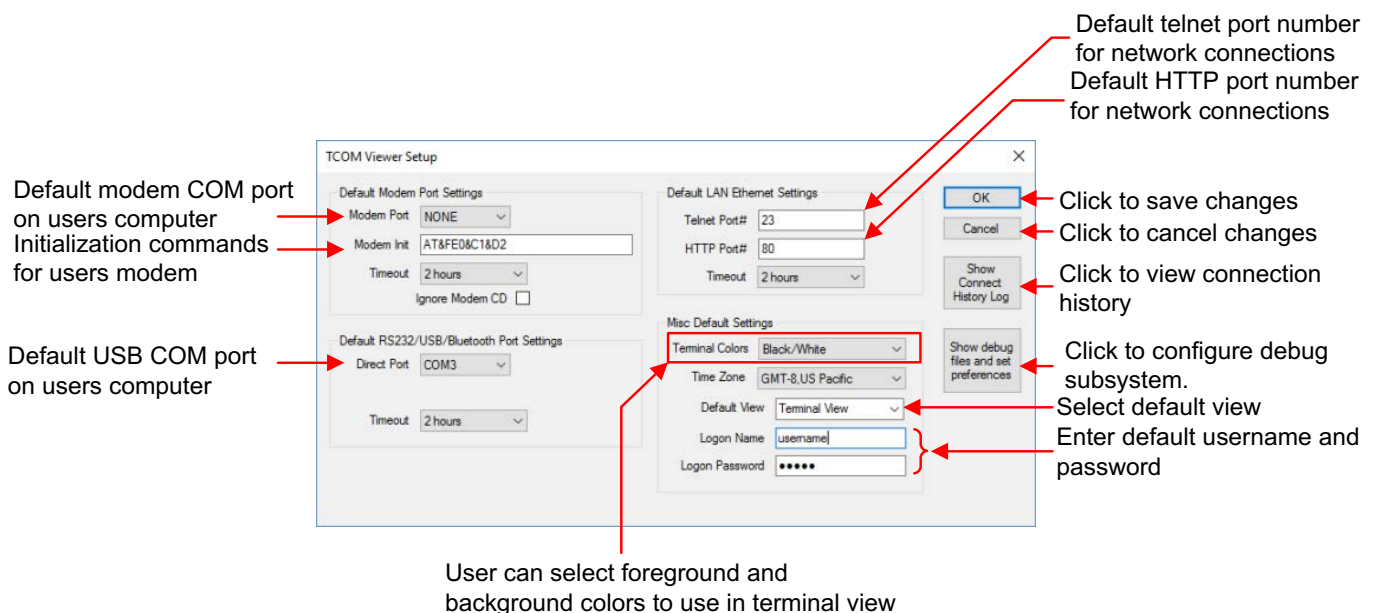 Default telnet port number
for network connections
Default HTTP port number
for network connections
Default modem COM port
on users computer
Initialization commands
for users modem
Default USB COM port
on users computer
TCOM Viewer Setup
Default Modem Port Settings
Modem Port NONE
Modem Init AT&FE0&C1&D2
Timeout 2 hours
Ignore Modem CD
Default RS232/USB/Bluetooth Port Settings
Direct Port COM3
Timeout 2 hours
Default LAN Ethernet Settings
Telnet Port# 23
HTTP Port# 80
Timeout 2 hours
Misc Default Settings
Terminal Colors Black/White
Time Zone GMT-8,US Pacific
Default View Terminal View
Logon Name username
Logon Password •••••
OK
Cancel
Show
Connect
History Log
Show debug
files and set
preferences
Click to save changes
Click to cancel changes
Click to view connection
history
Click to configure debug
subsystem.
Select default view
Enter default username and
password
User can select foreground and
background colors to use in terminal view